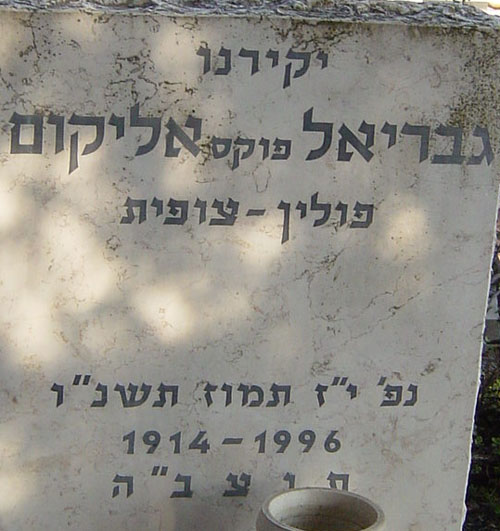 יקירנו
גבריאל פוקס אליקום
פולין - צופית
נפ' י"ז תמוז תשנ"ו
1914 - 1996
ת נ צ ב"ה